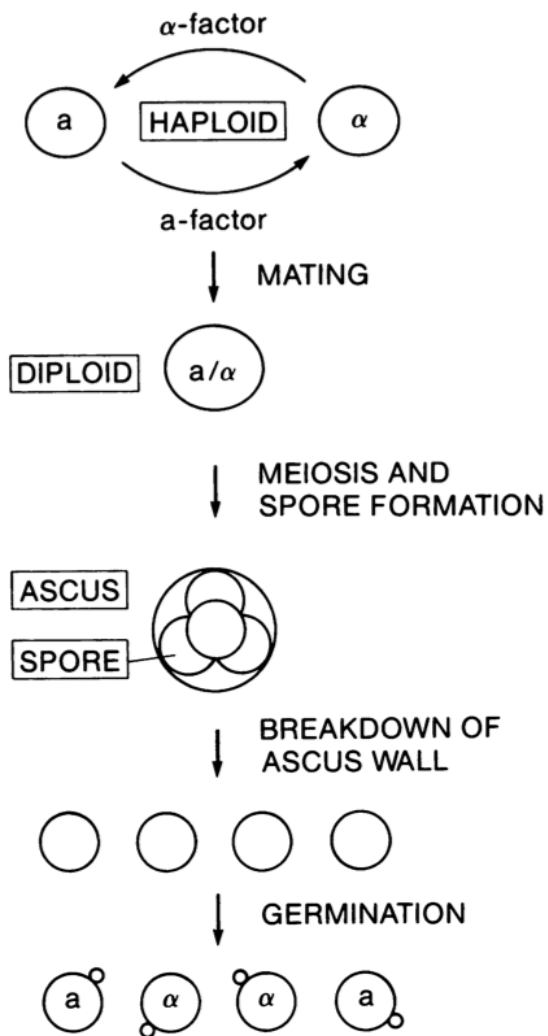 α-factor
a
HAPLOID
α
a-factor
MATING
DIPLOID
a/α
MEIOSIS AND
SPORE FORMATION
ASCUS
SPORE
BREAKDOWN OF
ASCUS WALL
GERMINATION
a
α
α
a